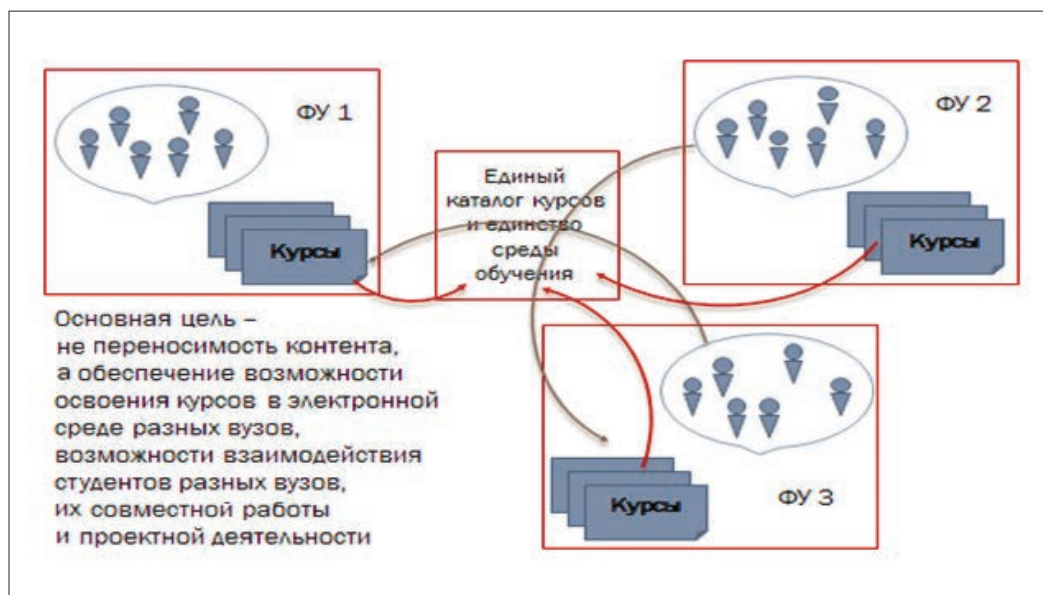 ФУ 1
Курсы
Единый
каталог курсов
и единство
среды
обучения
ФУ 2
Курсы
Основная цель –
не переносимость контента,
а обеспечение возможности
освоения курсов в электронной
среде разных вузов,
возможности взаимодействия
студентов разных вузов,
их совместной работы
и проектной деятельности
Курсы
ФУ 3